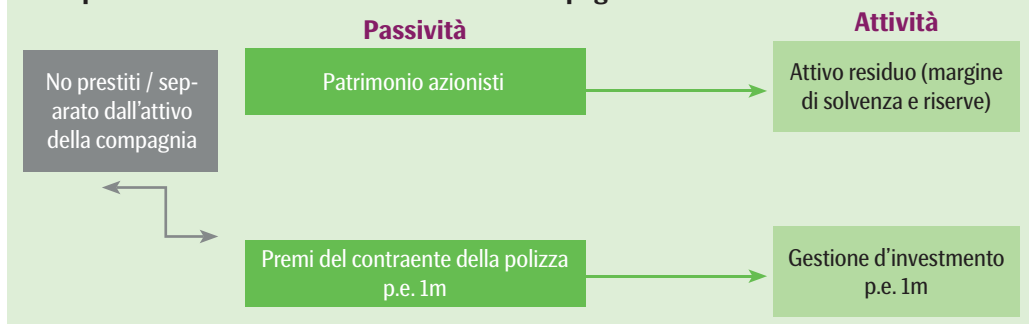 Passività
Attività
No prestiti / sep-
arato dall'attivo
della compagnia
Patrimonio azionisti
Attivo residuo (margine
di solvenza e riserve)
Premi del contraente della polizza
p.e. 1m
Gestione d'investimento
p.e. 1m